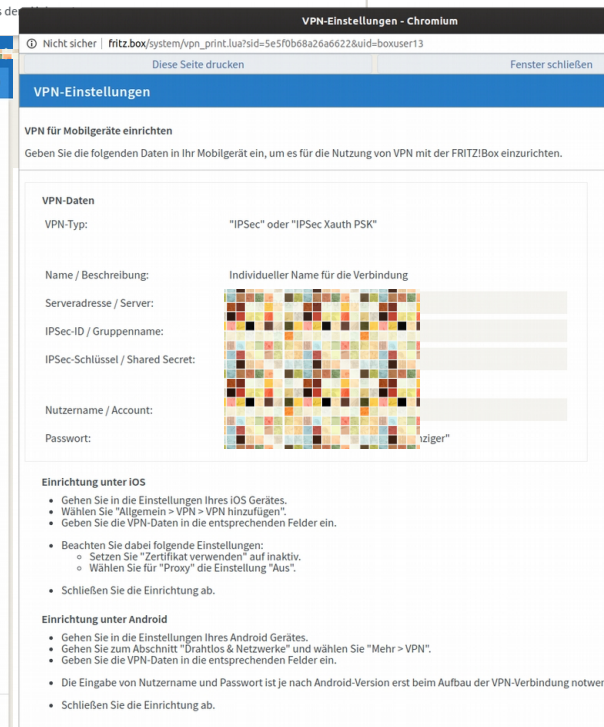 VPN-Einstellungen - Chromium
Nicht sicher | fritz.box/system/vpn_print.lua?sid=5e5f0b68a26a6622&uid=boxuser13
Diese Seite drucken Fenster schließen
VPN-Einstellungen
VPN für Mobilgeräte einrichten
Geben Sie die folgenden Daten in Ihr Mobilgerät ein, um es für die Nutzung von VPN mit der FRITZ!Box einzurichten.
VPN-Daten
VPN-Typ: "IPSec" oder "IPSec Xauth PSK"
Name / Beschreibung: Individueller Name für die Verbindung
Serveradresse / Server:
IPSec-ID / Gruppenname:
IPSec-Schlüssel / Shared Secret:
Nutzername / Account:
Passwort: nziger"
Einrichtung unter iOS
• Gehen Sie in die Einstellungen Ihres iOS Gerätes.
• Wählen Sie "Allgemein > VPN > VPN hinzufügen".
• Geben Sie die VPN-Daten in die entsprechenden Felder ein.
• Beachten Sie dabei folgende Einstellungen:
◦ Setzen Sie "Zertifikat verwenden" auf inaktiv.
◦ Wählen Sie für "Proxy" die Einstellung "Aus".
• Schließen Sie die Einrichtung ab.
Einrichtung unter Android
• Gehen Sie in die Einstellungen Ihres Android Gerätes.
• Gehen Sie zum Abschnitt "Drahtlos & Netzwerke" und wählen Sie "Mehr > VPN".
• Geben Sie die VPN-Daten in die entsprechenden Felder ein.
• Die Eingabe von Nutzername und Passwort ist je nach Android-Version erst beim Aufbau der VPN-Verbindung notwe
• Schließen Sie die Einrichtung ab.